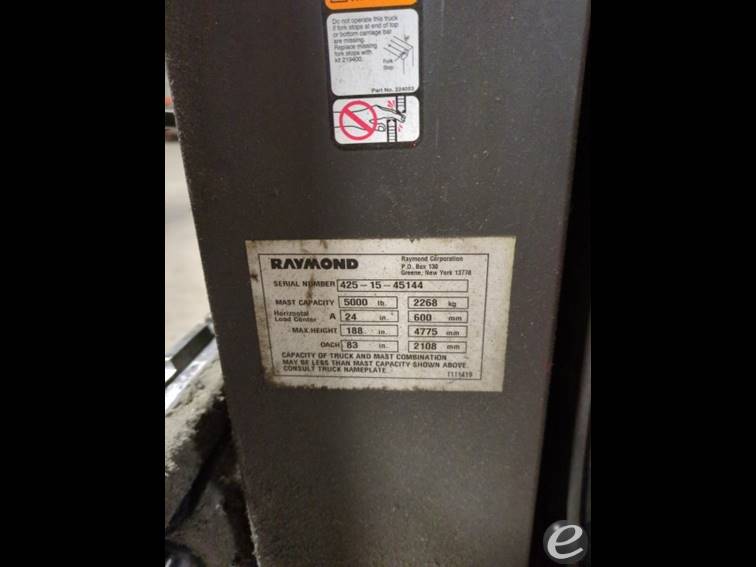 Do not operate this truck
if fork stops at end of top
or bottom carriage bar
are missing.
Replace missing
fork stops with
kit 219400.
Fork
Stop
Part No. 224053
RAYMOND
Raymond Corporation
P.O. Box 130
Greene, New York 13778
SERIAL NUMBER 425-15-45144
MAST CAPACITY 5000 lb. 2268 kg
Horizontal
Load Center A 24 in. 600 mm
MAX. HEIGHT 188 in. 4775 mm
OACH 83 in. 2108 mm
CAPACITY OF TRUCK AND MAST COMBINATION
MAY BE LESS THAN MAST CAPACITY SHOWN ABOVE.
CONSULT TRUCK NAMEPLATE.
e